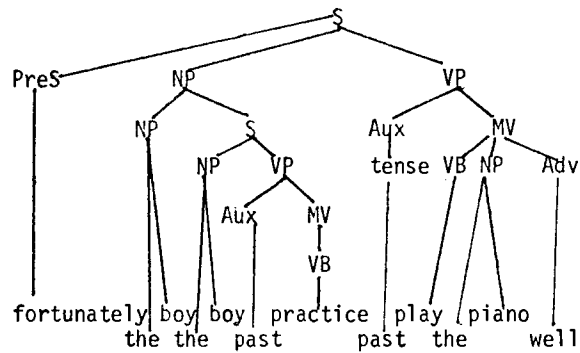 S
PreS NP VP
NP S Aux MV
NP VP tense VB NP Adv
Aux MV
VB
fortunately boy boy practice play piano
the the past past the well